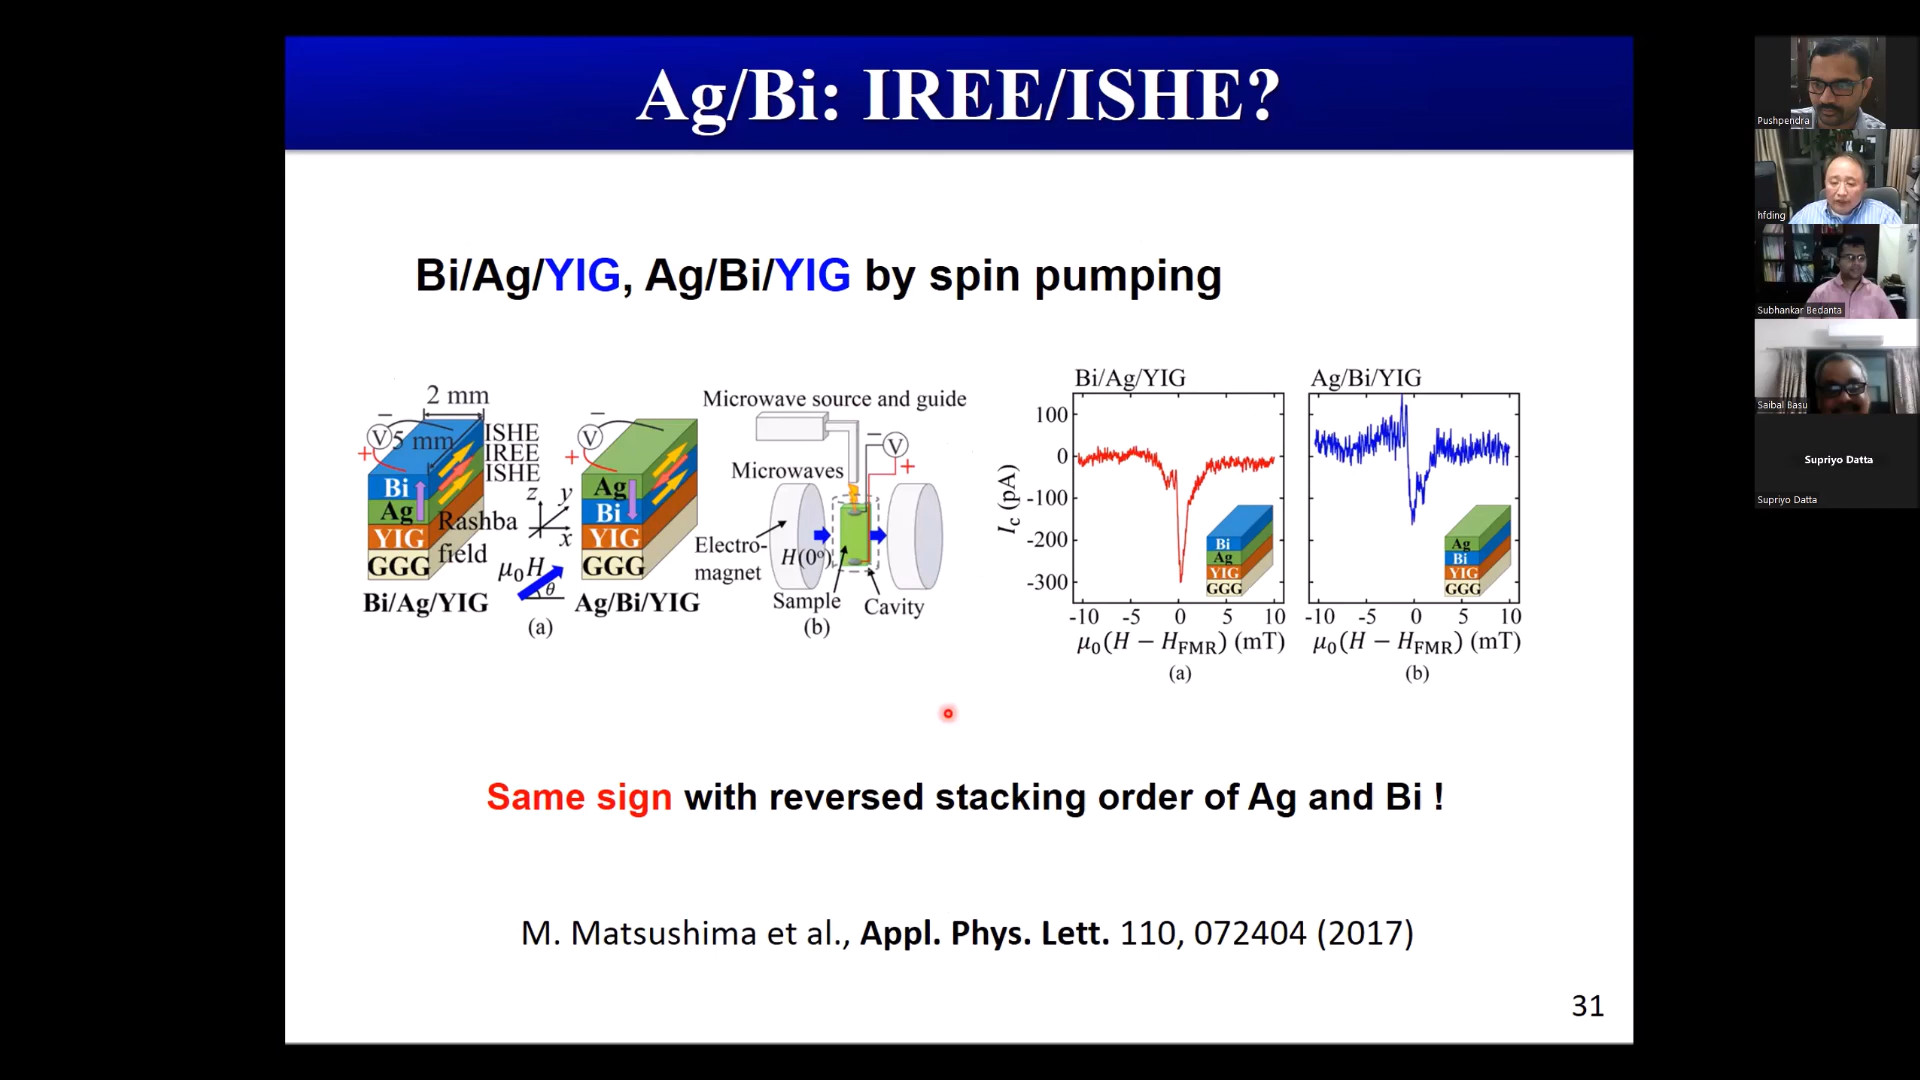 Ag/Bi: IREE/ISHE?
Bi/Ag/YIG, Ag/Bi/YIG by spin pumping
2 mm
−
V
5 mm
+
ISHE
IREE
ISHE
Bi
Ag
YIG
GGG
Rashba
field
z
y
x
μ0H
θ
Bi/Ag/YIG
−
V
+
Ag
Bi
YIG
GGG
Ag/Bi/YIG
(a)
Microwave source and guide
−
V
+
Microwaves
Electro-
magnet
H(0°)
Sample
Cavity
(b)
Bi/Ag/YIG
100
0
-100
-200
-300
Ic (pA)
Bi
Ag
YIG
GGG
-10 -5 0 5 10
μ0(H − HFMR) (mT)
(a)
Ag/Bi/YIG
Ag
Bi
YIG
GGG
-10 -5 0 5 10
μ0(H − HFMR) (mT)
(b)
Same sign with reversed stacking order of Ag and Bi !
M. Matsushima et al., Appl. Phys. Lett. 110, 072404 (2017)
31
Pushpendra
hfding
Subhankar Bedanta
Saibal Basu
Supriyo Datta
Supriyo Datta